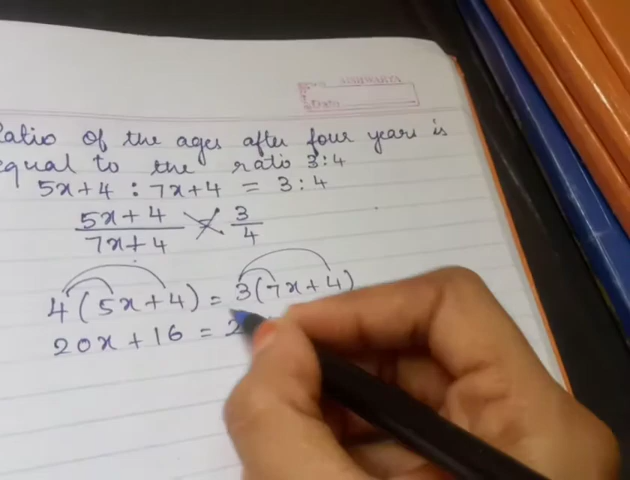 Ratio of the ages after four years is
equal to the ratio 3:4
5x+4 : 7x+4 = 3:4
5x+4 / 7x+4 = 3/4
4(5x+4) = 3(7x+4)
20x + 16 = 2